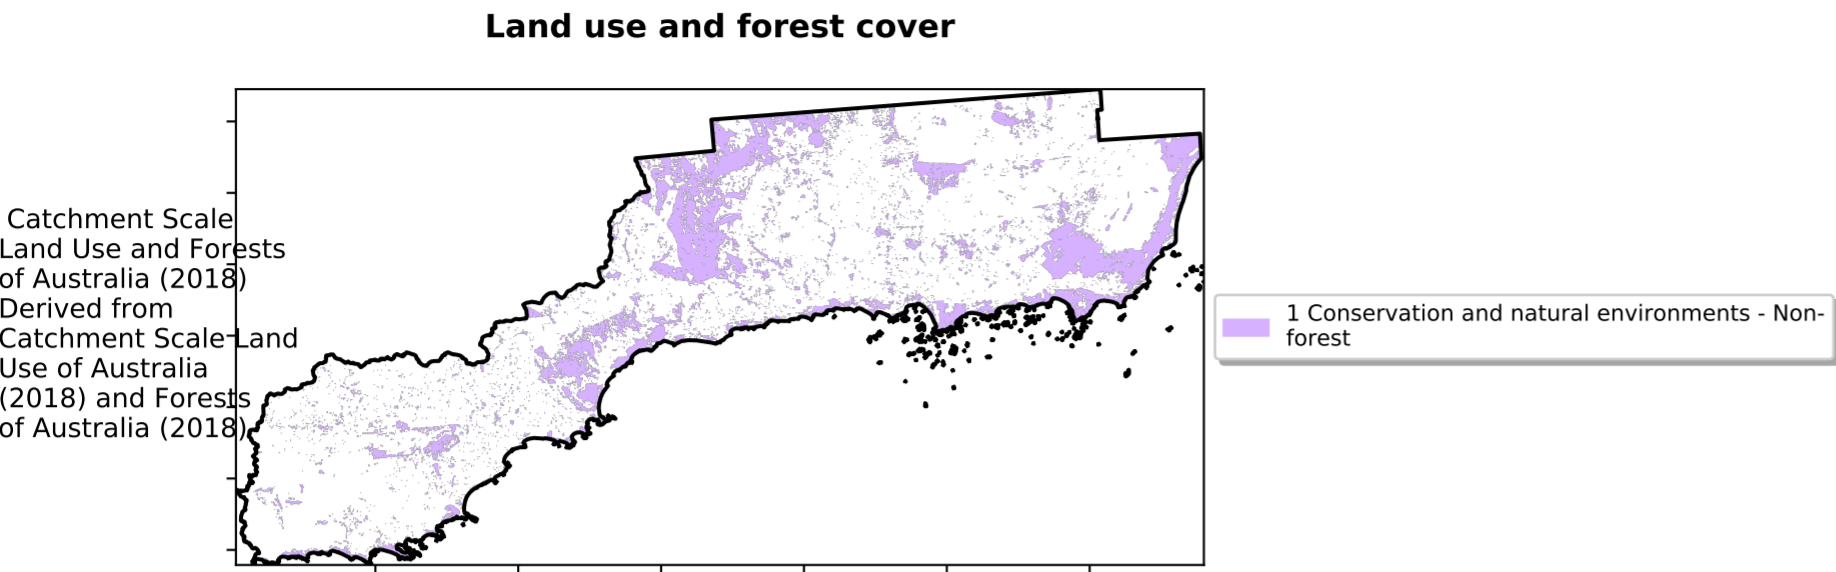 Land use and forest cover
Catchment Scale
Land Use and Forests
of Australia (2018)
Derived from
Catchment Scale Land
Use of Australia
(2018) and Forests
of Australia (2018)
1 Conservation and natural environments - Non-
forest